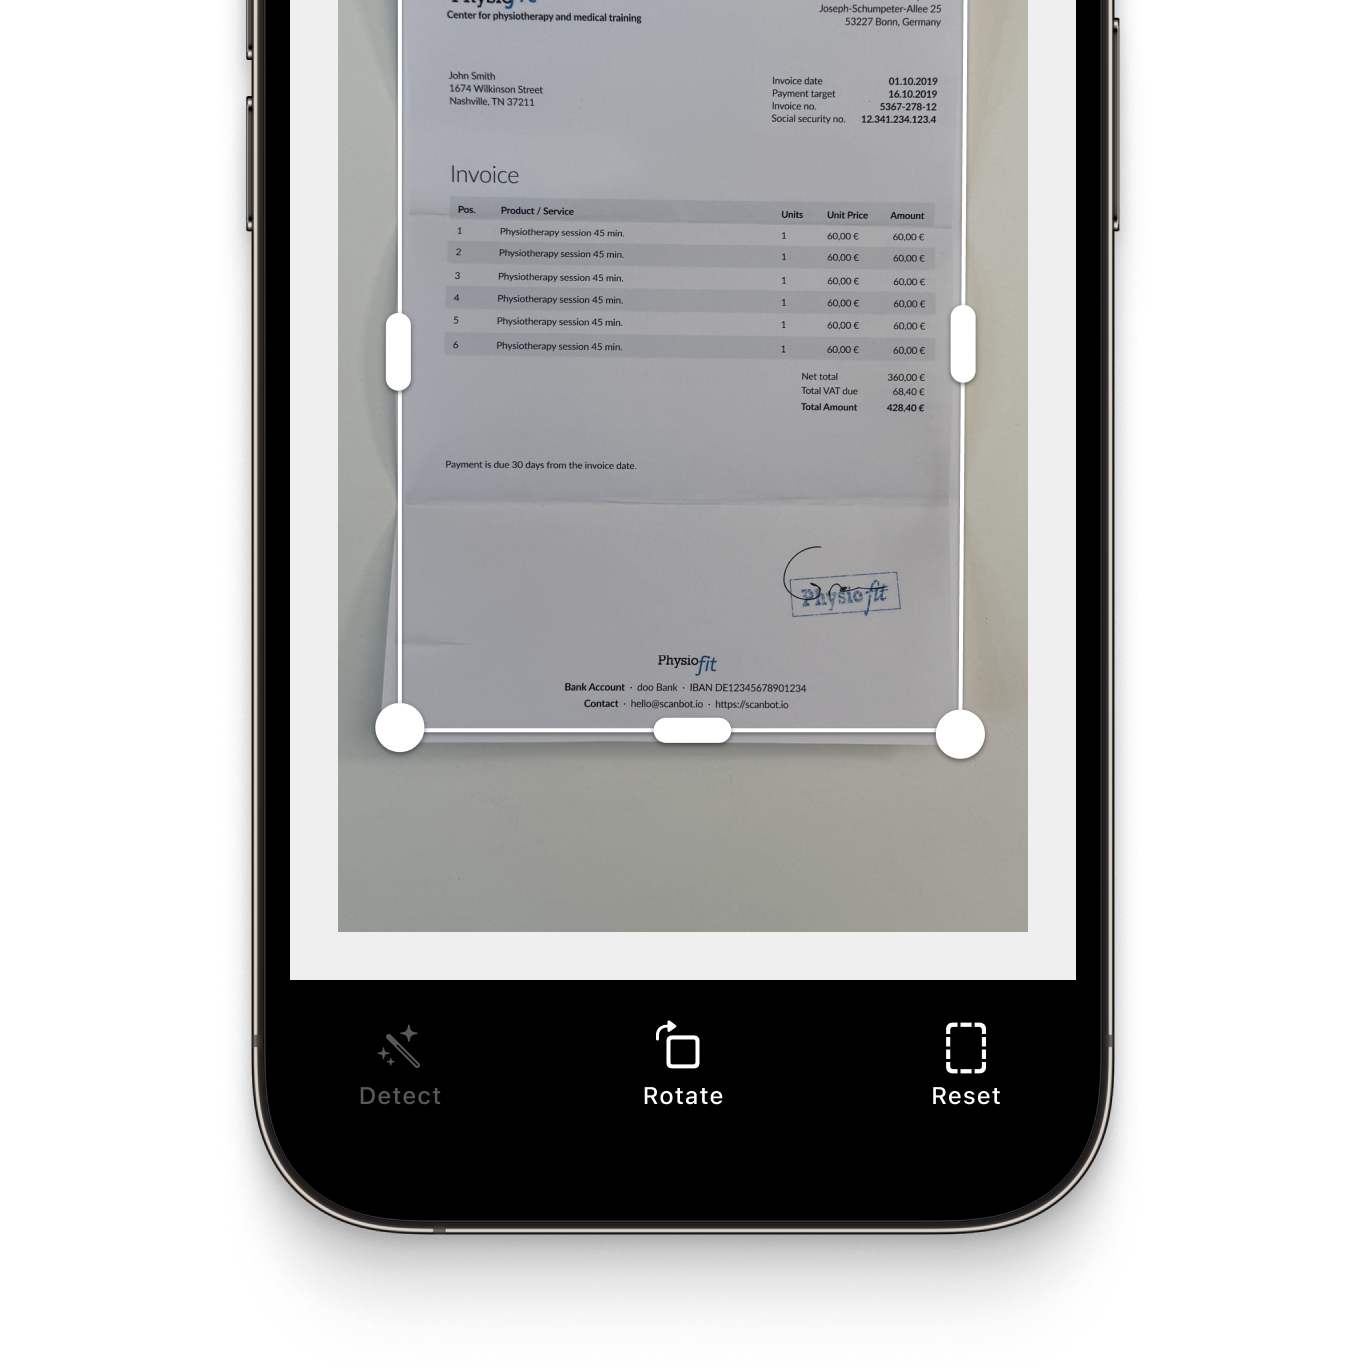 Physiofit
Center for physiotherapy and medical training
Joseph-Schumpeter-Allee 25
53227 Bonn, Germany
John Smith
1674 Wilkinson Street
Nashville, TN 37211
Invoice date 01.10.2019
Payment target 16.10.2019
Invoice no. 5367-278-12
Social security no. 12.341.234.123.4
Invoice
Pos. Product / Service Units Unit Price Amount
1 Physiotherapy session 45 min. 1 60,00 € 60,00 €
2 Physiotherapy session 45 min. 1 60,00 € 60,00 €
3 Physiotherapy session 45 min. 1 60,00 € 60,00 €
4 Physiotherapy session 45 min. 1 60,00 € 60,00 €
5 Physiotherapy session 45 min. 1 60,00 € 60,00 €
6 Physiotherapy session 45 min. 1 60,00 € 60,00 €
Net total 360,00 €
Total VAT due 68,40 €
Total Amount 428,40 €
Payment is due 30 days from the invoice date.
Physiofit
Physiofit
Bank Account · doo Bank · IBAN DE12345678901234
Contact · hello@scanbot.io · https://scanbot.io
Detect
Rotate
Reset